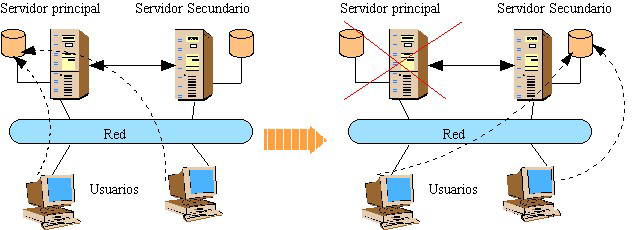 Servidor principal
Servidor Secundario
Red
Usuarios
Servidor principal
Servidor Secundario
Red
Usuarios